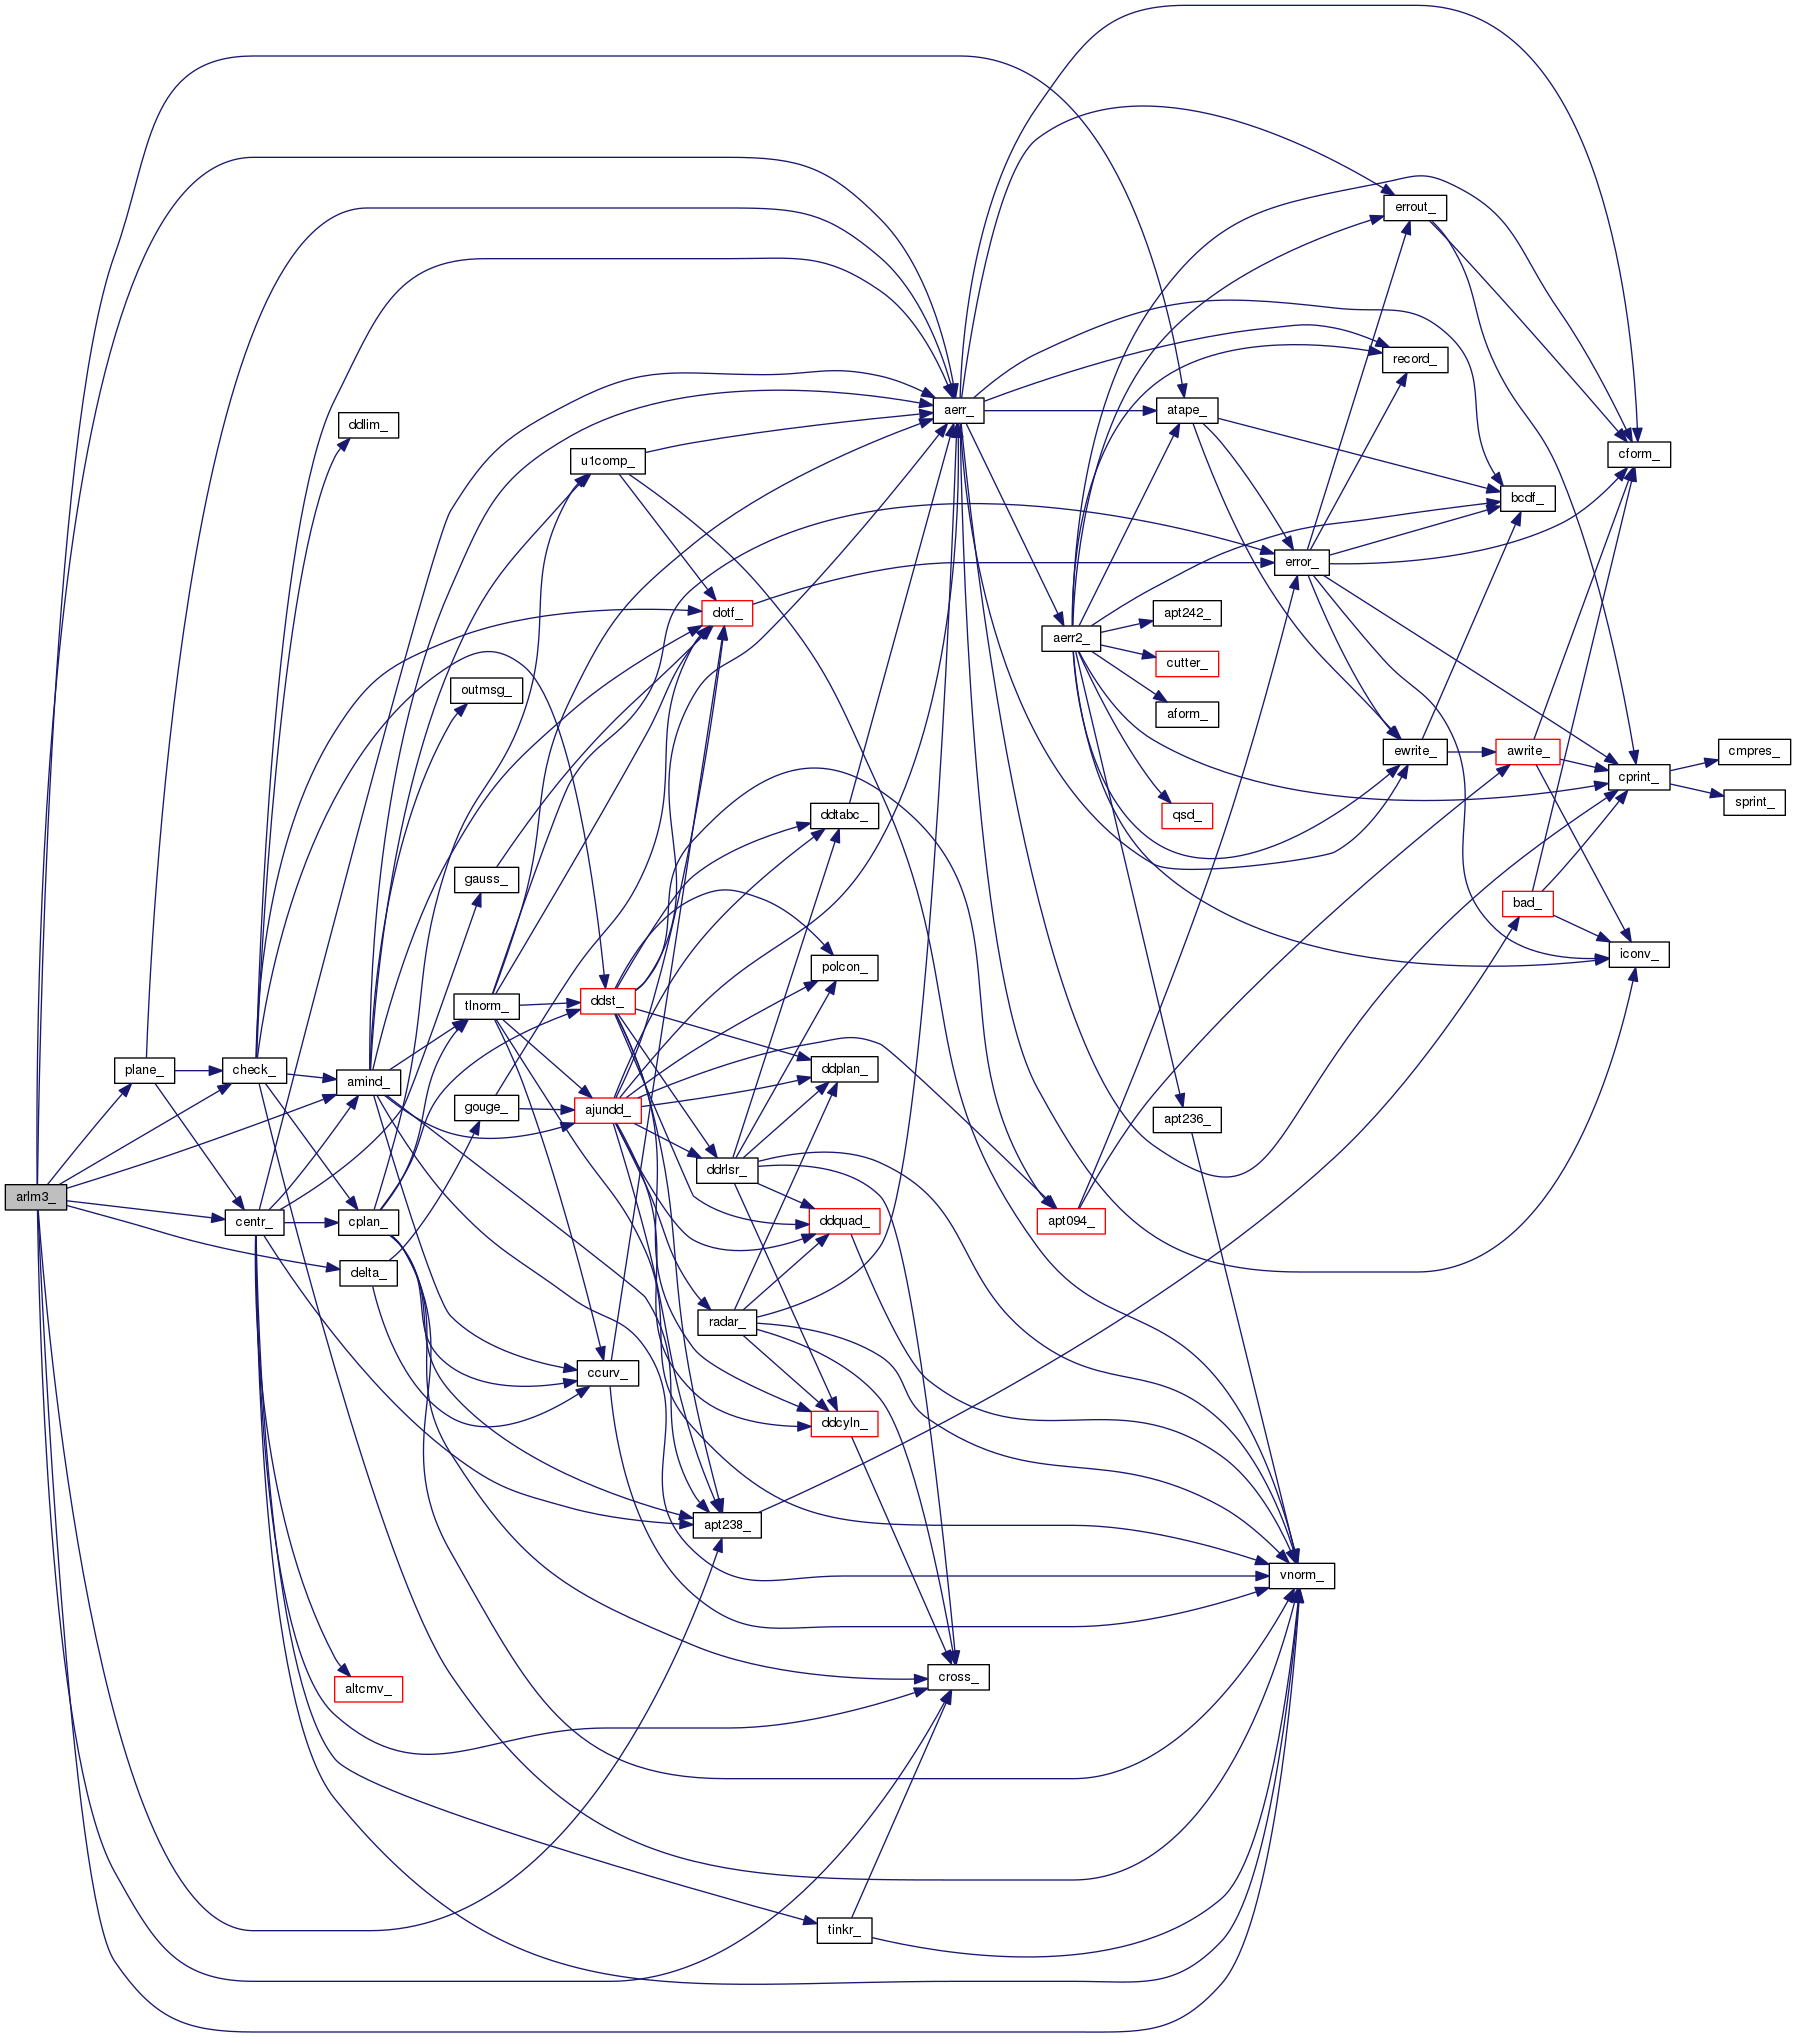 errout_
record_
ddlim_
aerr_
atape_
cform_
u1comp_
bcdf_
error_
dotf_
apt242_
aerr2_
cutter_
outmsg_
aform_
ewrite_
awrite_
cmpres_
cprint_
sprint_
ddtabc_
qsd_
gauss_
bad_
iconv_
polcon_
tlnorm_
ddst_
plane_
check_
amind_
ddplan_
gouge_
ajundd_
apt236_
ddrlsr_
arlm3_
centr_
cplan_
ddquad_
apt094_
delta_
radar_
ccurv_
ddcyln_
apt238_
vnorm_
cross_
altcmv_
tinkr_